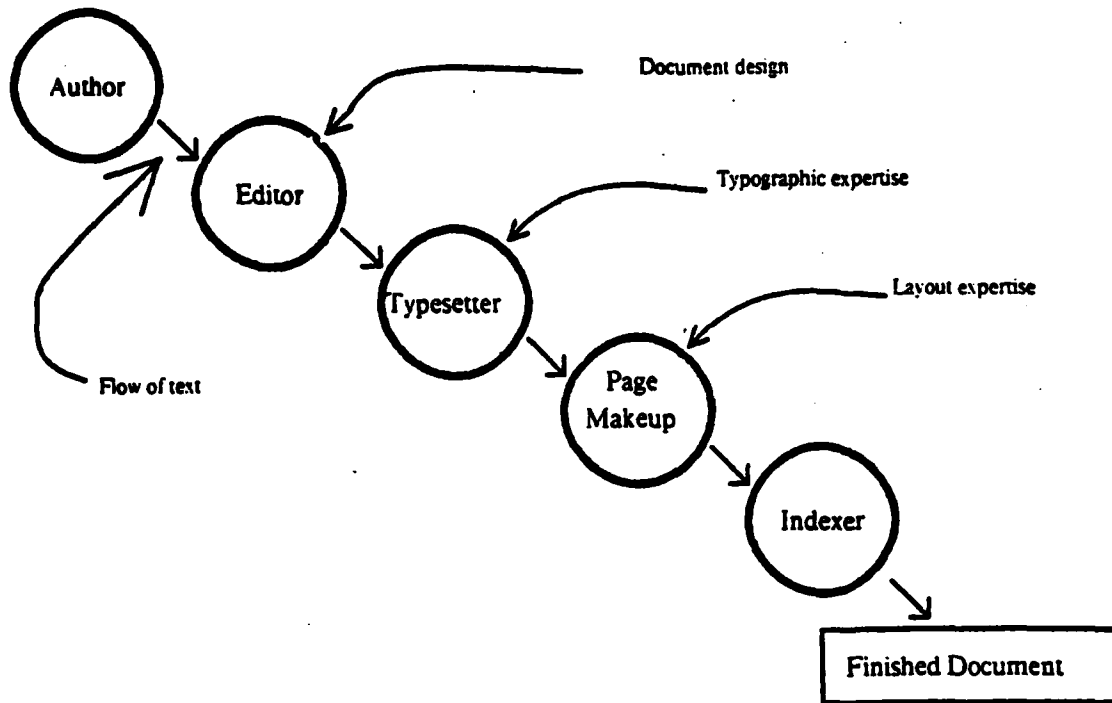 Author
Document design
Editor
Typographic expertise
Typesetter
Layout expertise
Flow of text
Page
Makeup
Indexer
Finished Document